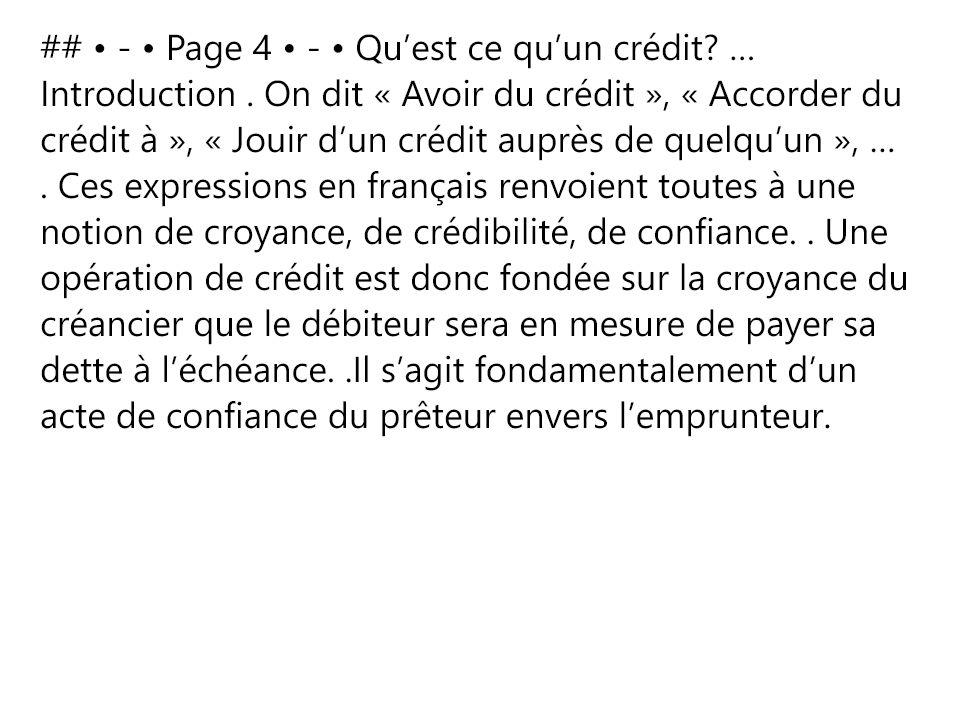 ## • - • Page 4 • - • Qu’est ce qu’un crédit? …
Introduction . On dit « Avoir du crédit », « Accorder du
crédit à », « Jouir d’un crédit auprès de quelqu’un », …
. Ces expressions en français renvoient toutes à une
notion de croyance, de crédibilité, de confiance. . Une
opération de crédit est donc fondée sur la croyance du
créancier que le débiteur sera en mesure de payer sa
dette à l’échéance. .Il s’agit fondamentalement d’un
acte de confiance du prêteur envers l’emprunteur.